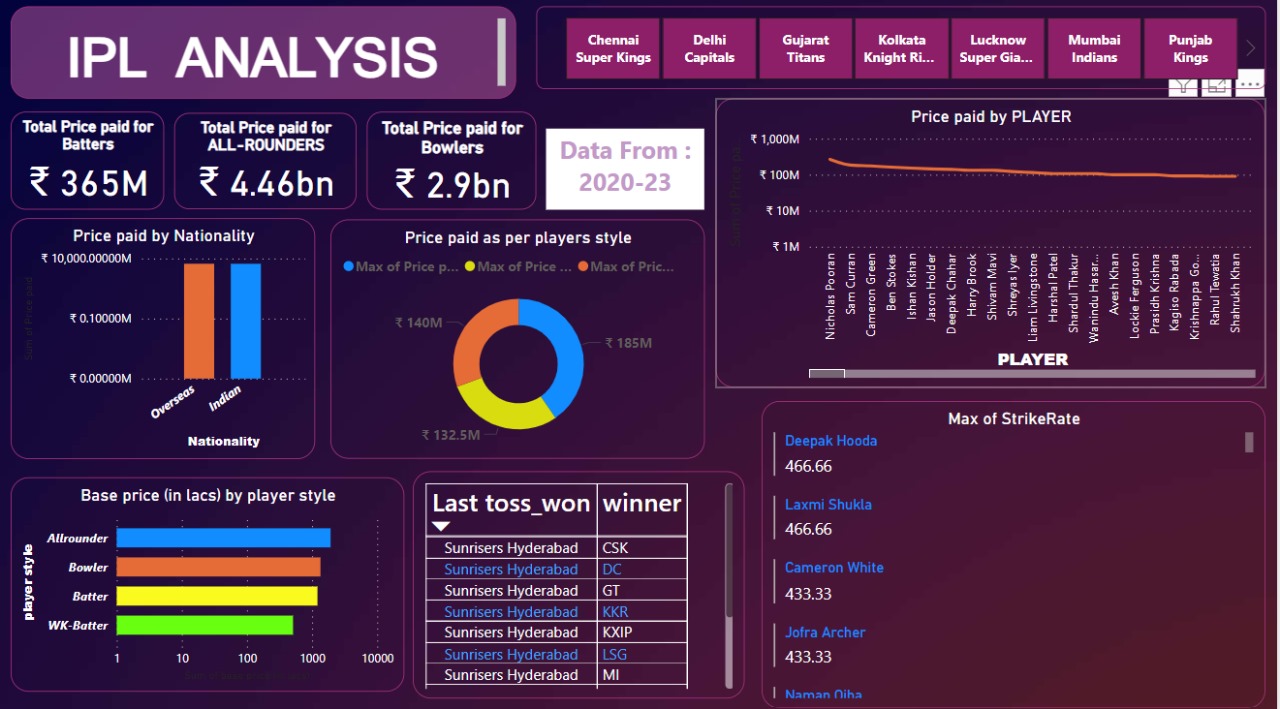 IPL ANALYSIS
Chennai
Super Kings
Delhi
Capitals
Gujarat
Titans
Kolkata
Knight Ri...
Lucknow
Super Gia...
Mumbai
Indians
Punjab
Kings
Total Price paid for
Batters
₹ 365M
Total Price paid for
ALL-ROUNDERS
₹ 4.46bn
Total Price paid for
Bowlers
₹ 2.9bn
Data From :
2020-23
Price paid by PLAYER
Sum of Price pa...
₹ 1,000M
₹ 100M
₹ 10M
₹ 1M
Nicholas Pooran
Sam Curran
Cameron Green
Ben Stokes
Ishan Kishan
Jason Holder
Deepak Chahar
Harry Brook
Shivam Mavi
Shreyas Iyer
Liam Livingstone
Harshal Patel
Shardul Thakur
Wanindu Hasar...
Avesh Khan
Lockie Ferguson
Prasidh Krishna
Kagiso Rabada
Krishnappa Go...
Rahul Tewatia
Shahrukh Khan
PLAYER
Price paid by Nationality
Sum of Price paid
₹ 10,000.00000M
₹ 0.10000M
₹ 0.00000M
Overseas
Indian
Nationality
Price paid as per players style
Max of Price p...
Max of Price ...
Max of Pric...
₹ 140M
₹ 185M
₹ 132.5M
Max of StrikeRate
Deepak Hooda
466.66
Laxmi Shukla
466.66
Cameron White
433.33
Jofra Archer
433.33
Naman Ojha
Base price (in lacs) by player style
player style
Allrounder
Bowler
Batter
WK-Batter
1
10
100
1000
10000
Last toss_won winner
Sunrisers Hyderabad CSK
Sunrisers Hyderabad DC
Sunrisers Hyderabad GT
Sunrisers Hyderabad KKR
Sunrisers Hyderabad KXIP
Sunrisers Hyderabad LSG
Sunrisers Hyderabad MI